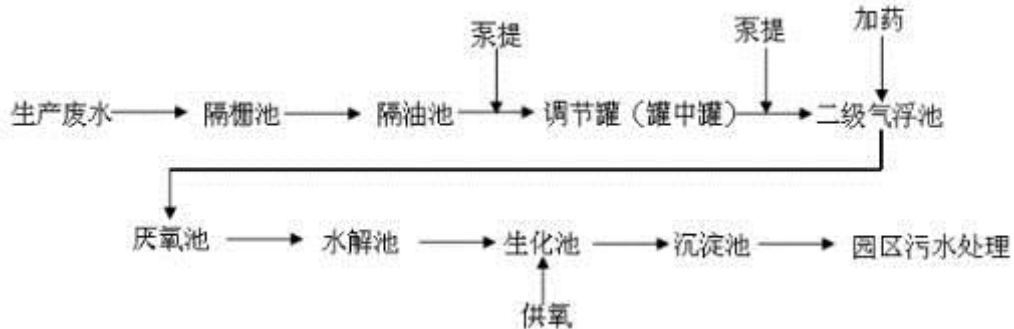 泵提 泵提 加药
生产废水 隔栅池 隔油池 调节罐（罐中罐） 二级气浮池
厌氧池 水解池 生化池 沉淀池 园区污水处理
供氧